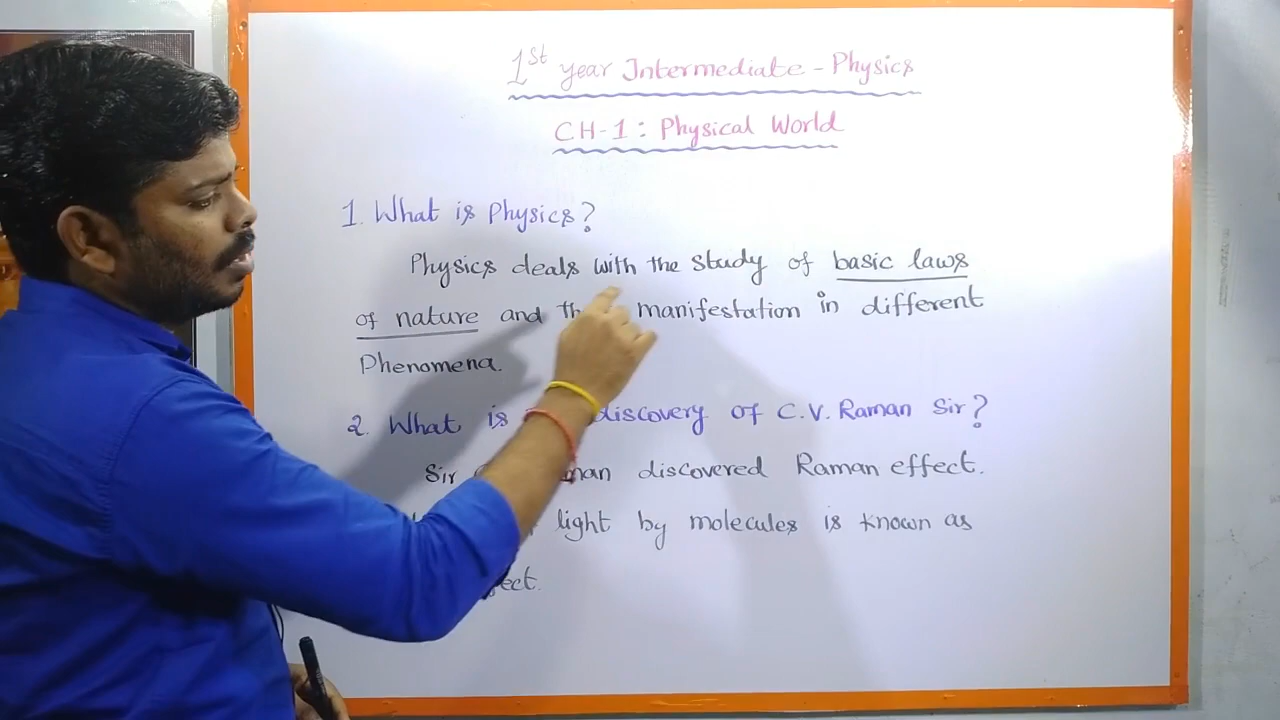 1st year Intermediate - Physics
CH-1 : Physical World
1. What is Physics?
Physics deals with the study of basic laws
of nature and manifestation in different
Phenomena.
2. What is discovery of C.V. Raman Sir?
Sir discovered Raman effect.
light by molecules is known as